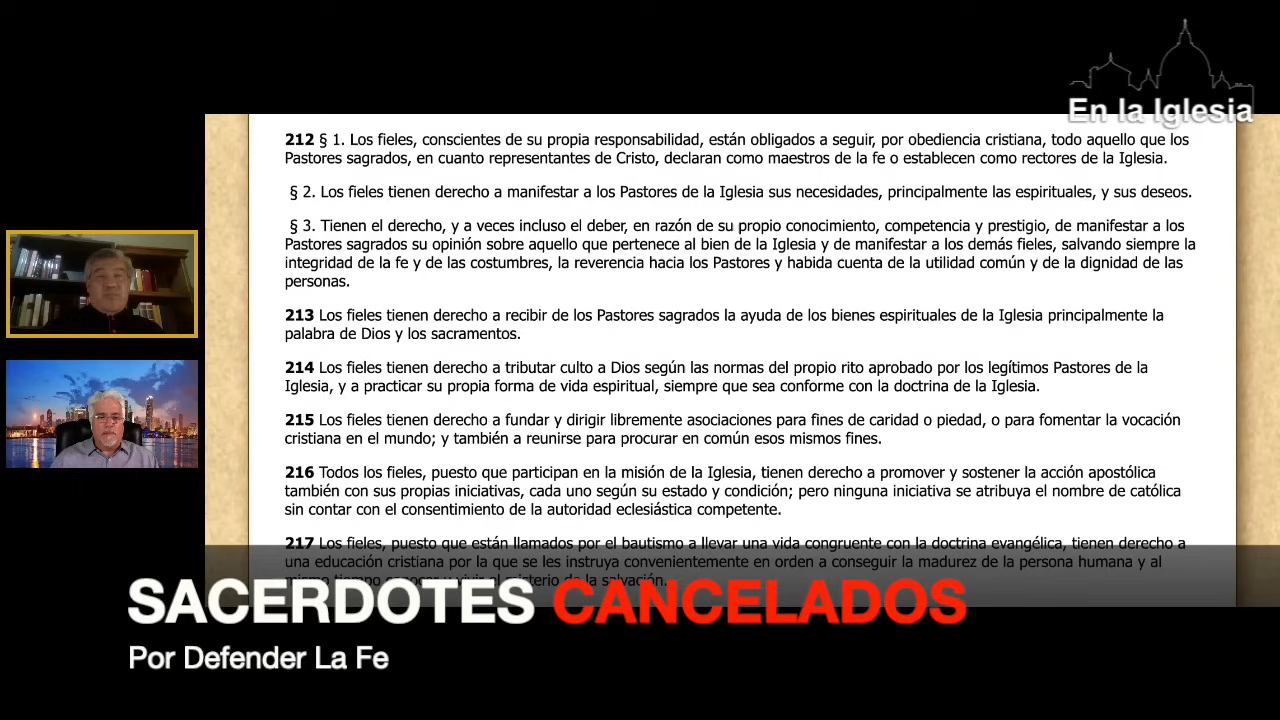 En la Iglesia
212 § 1. Los fieles, conscientes de su propia responsabilidad, están obligados a seguir, por obediencia cristiana, todo aquello que los
Pastores sagrados, en cuanto representantes de Cristo, declaran como maestros de la fe o establecen como rectores de la Iglesia.
§ 2. Los fieles tienen derecho a manifestar a los Pastores de la Iglesia sus necesidades, principalmente las espirituales, y sus deseos.
§ 3. Tienen el derecho, y a veces incluso el deber, en razón de su propio conocimiento, competencia y prestigio, de manifestar a los
Pastores sagrados su opinión sobre aquello que pertenece al bien de la Iglesia y de manifestar a los demás fieles, salvando siempre la
integridad de la fe y de las costumbres, la reverencia hacia los Pastores y habida cuenta de la utilidad común y de la dignidad de las
personas.
213 Los fieles tienen derecho a recibir de los Pastores sagrados la ayuda de los bienes espirituales de la Iglesia principalmente la
palabra de Dios y los sacramentos.
214 Los fieles tienen derecho a tributar culto a Dios según las normas del propio rito aprobado por los legítimos Pastores de la
Iglesia, y a practicar su propia forma de vida espiritual, siempre que sea conforme con la doctrina de la Iglesia.
215 Los fieles tienen derecho a fundar y dirigir libremente asociaciones para fines de caridad o piedad, o para fomentar la vocación
cristiana en el mundo; y también a reunirse para procurar en común esos mismos fines.
216 Todos los fieles, puesto que participan en la misión de la Iglesia, tienen derecho a promover y sostener la acción apostólica
también con sus propias iniciativas, cada uno según su estado y condición; pero ninguna iniciativa se atribuya el nombre de católica
sin contar con el consentimiento de la autoridad eclesiástica competente.
217 Los fieles, puesto que están llamados por el bautismo a llevar una vida congruente con la doctrina evangélica, tienen derecho a
una educación cristiana por la que se les instruya convenientemente en orden a conseguir la madurez de la persona humana y al
de la salvación.
SACERDOTES CANCELADOS
Por Defender La Fe